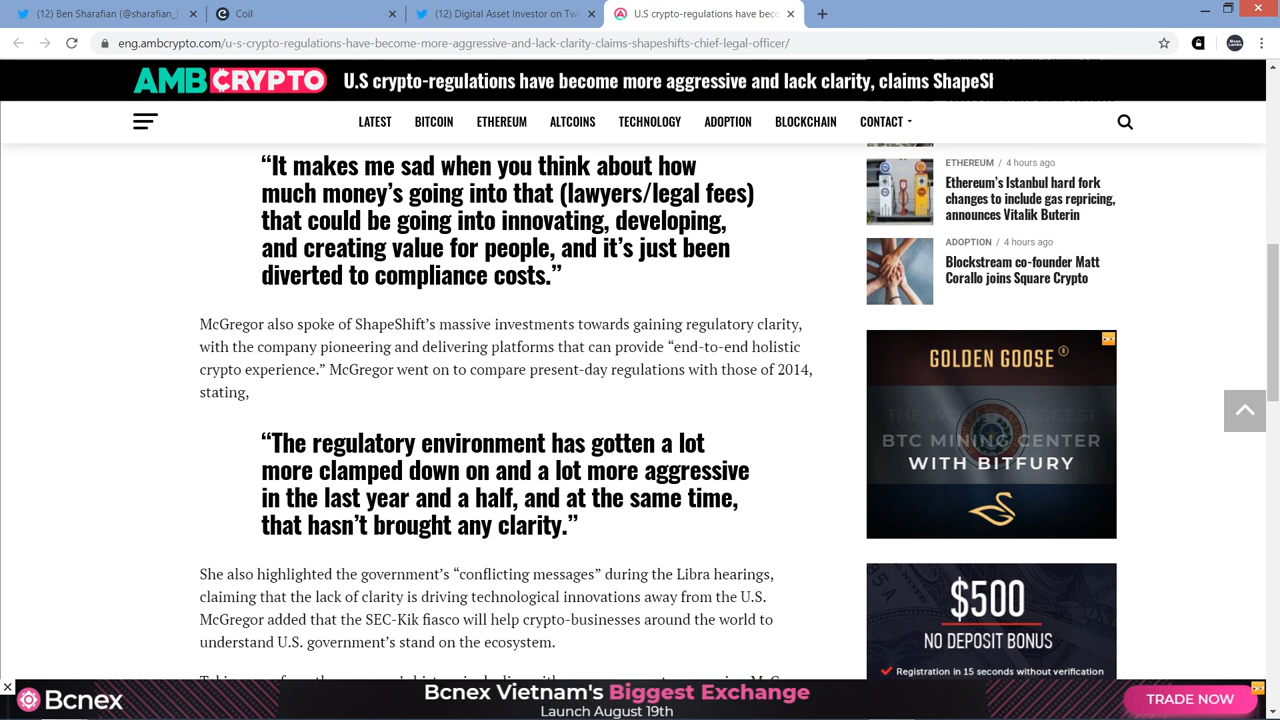 (12) Ben Sharafian (@sharafian_)
Coil
(12) Digital Asset Investor on Tw
U.S crypto-regulations have beco
eng.ambcrypto.com/u-s-crypto-regulations-have-become-more-aggressive-and-lack-clarity-claims-shapeshifts-chief-legal-officer/
AMBCRYPTO U.S crypto-regulations have become more aggressive and lack clarity, claims ShapeSI
LATEST BITCOIN ETHEREUM ALTCOINS TECHNOLOGY ADOPTION BLOCKCHAIN CONTACT
“It makes me sad when you think about how
much money’s going into that (lawyers/legal fees)
that could be going into innovating, developing,
and creating value for people, and it’s just been
diverted to compliance costs.”
McGregor also spoke of ShapeShift’s massive investments towards gaining regulatory clarity,
with the company pioneering and delivering platforms that can provide “end-to-end holistic
crypto experience.” McGregor went on to compare present-day regulations with those of 2014,
stating,
“The regulatory environment has gotten a lot
more clamped down on and a lot more aggressive
in the last year and a half, and at the same time,
that hasn’t brought any clarity.”
She also highlighted the government’s “conflicting messages” during the Libra hearings,
claiming that the lack of clarity is driving technological innovations away from the U.S.
McGregor added that the SEC-Kik fiasco will help crypto-businesses around the world to
understand U.S. government’s stand on the ecosystem.
ETHEREUM / 4 hours ago
Ethereum’s Istanbul hard fork
changes to include gas repricing,
announces Vitalik Buterin
ADOPTION / 4 hours ago
Blockstream co-founder Matt
Corallo joins Square Crypto
GOLDEN GOOSE®
THE WORLD'S BIGGEST
BTC MINING CENTER
WITH BITFURY
$500
NO DEPOSIT BONUS
Registration in 15 seconds without verification
Bcnex
Bcnex Vietnam's Biggest Exchange
Launch August 19th
TRADE NOW